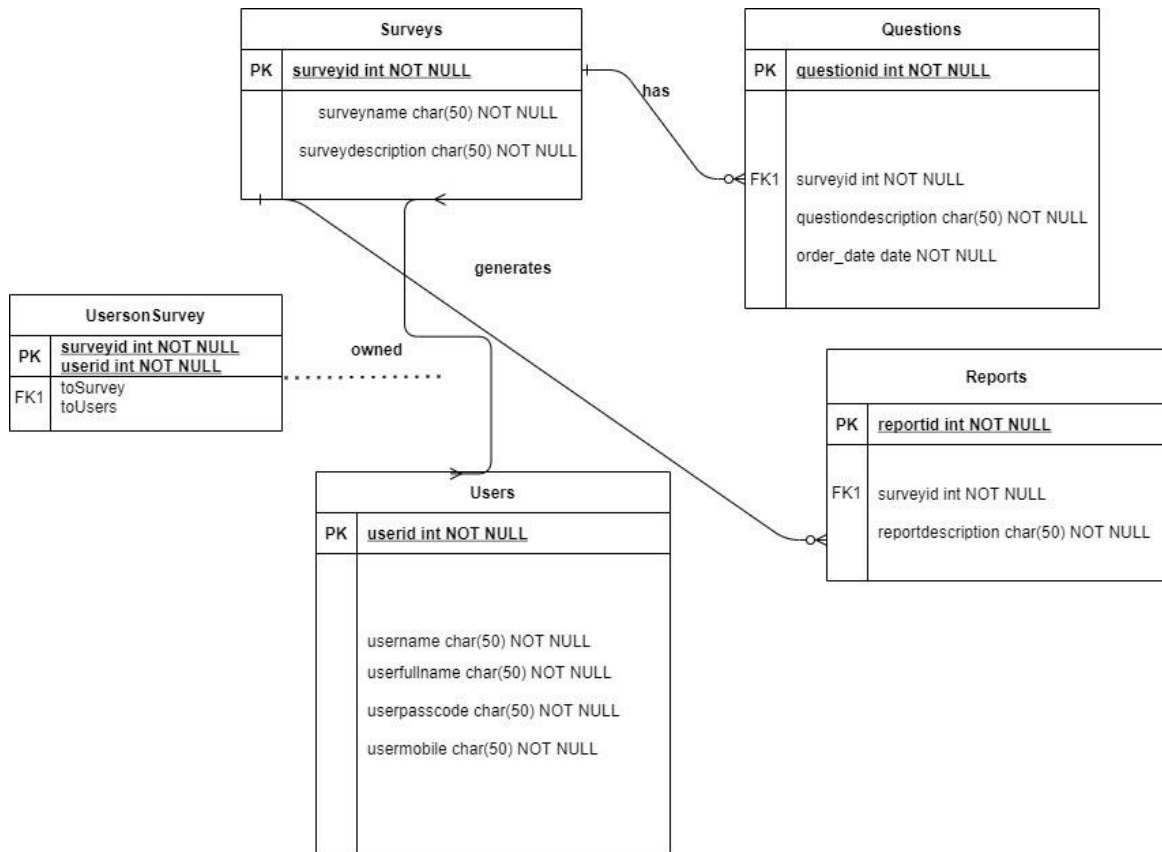 Surveys
PK surveyid int NOT NULL
surveyname char(50) NOT NULL
surveydescription char(50) NOT NULL
has
Questions
PK questionid int NOT NULL
FK1 surveyid int NOT NULL
questiondescription char(50) NOT NULL
order_date date NOT NULL
generates
UsersonSurvey
PK surveyid int NOT NULL
userid int NOT NULL
FK1 toSurvey
toUsers
owned
Reports
PK reportid int NOT NULL
FK1 surveyid int NOT NULL
reportdescription char(50) NOT NULL
Users
PK userid int NOT NULL
username char(50) NOT NULL
userfullname char(50) NOT NULL
userpasscode char(50) NOT NULL
usermobile char(50) NOT NULL